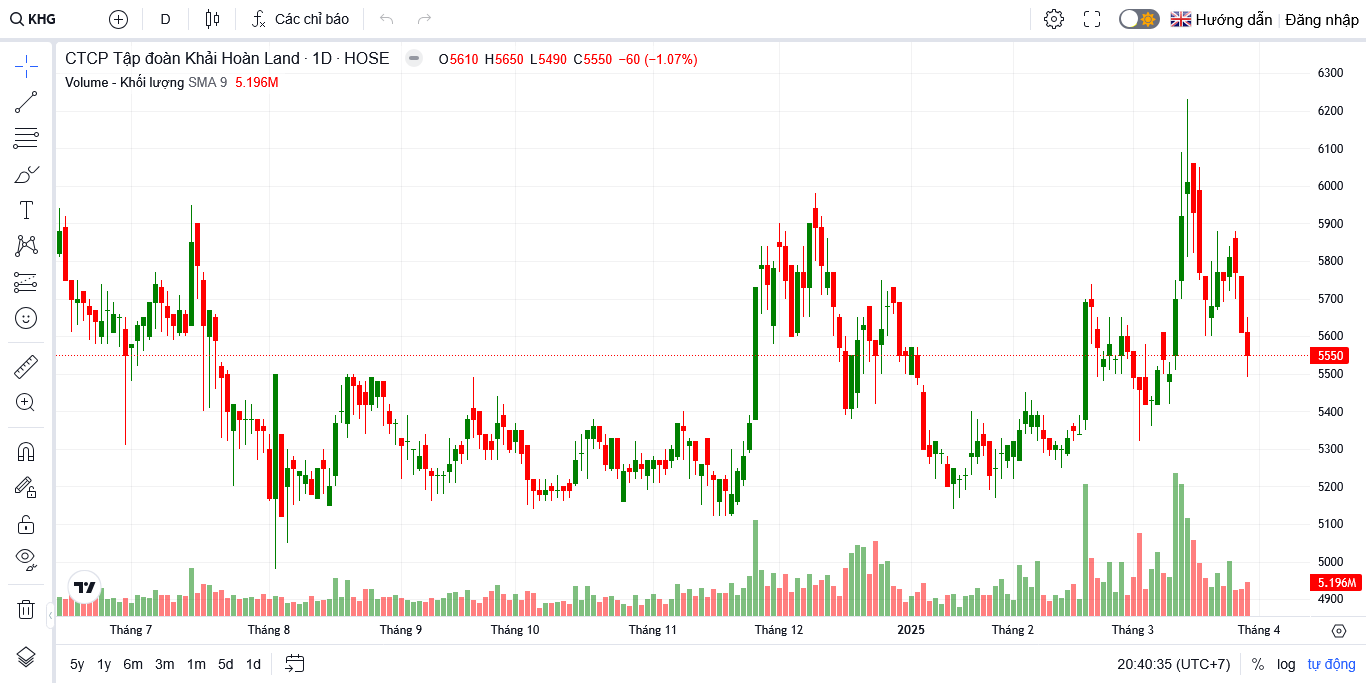 KHG D Các chỉ báo Hướng dẫn Đăng nhập
CTCP Tập đoàn Khải Hoàn Land · 1D · HOSE O5610 H5650 L5490 C5550 −60 (−1.07%)
Volume - Khối lượng SMA 9 5.196M
6300
6200
6100
6000
5900
5800
5700
5600
5550
5500
5400
5300
5200
5100
5000
5.196M
4900
Tháng 7 Tháng 8 Tháng 9 Tháng 10 Tháng 11 Tháng 12 2025 Tháng 2 Tháng 3 Tháng 4
5y 1y 6m 3m 1m 5d 1d 20:40:35 (UTC+7) % log tự động